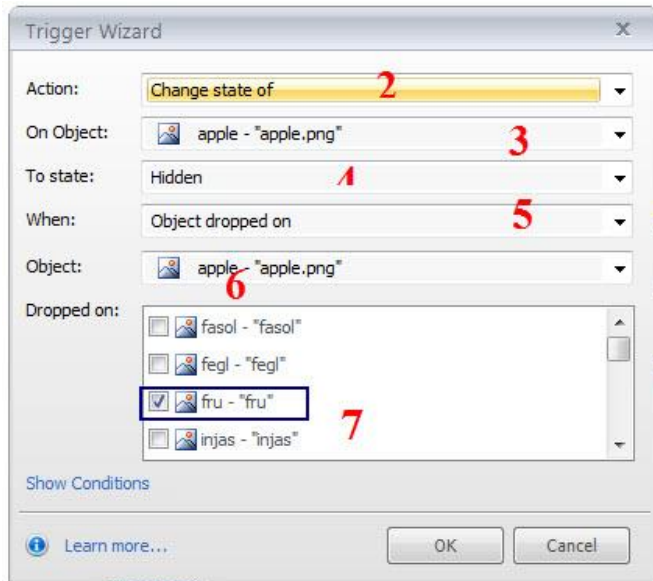 Trigger Wizard
Action: Change state of 2
On Object: apple - "apple.png" 3
To state: Hidden 4
When: Object dropped on 5
Object: apple - "apple.png"
6
Dropped on: fasol - "fasol"
fegl - "fegl"
fru - "fru"
injas - "injas" 7
Show Conditions
Learn more... OK Cancel